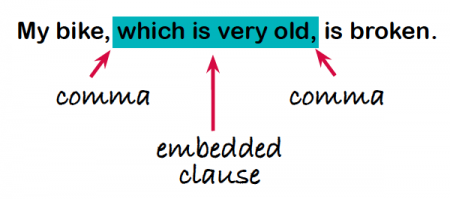 My bike, which is very old, is broken.
comma
comma
embedded
clause